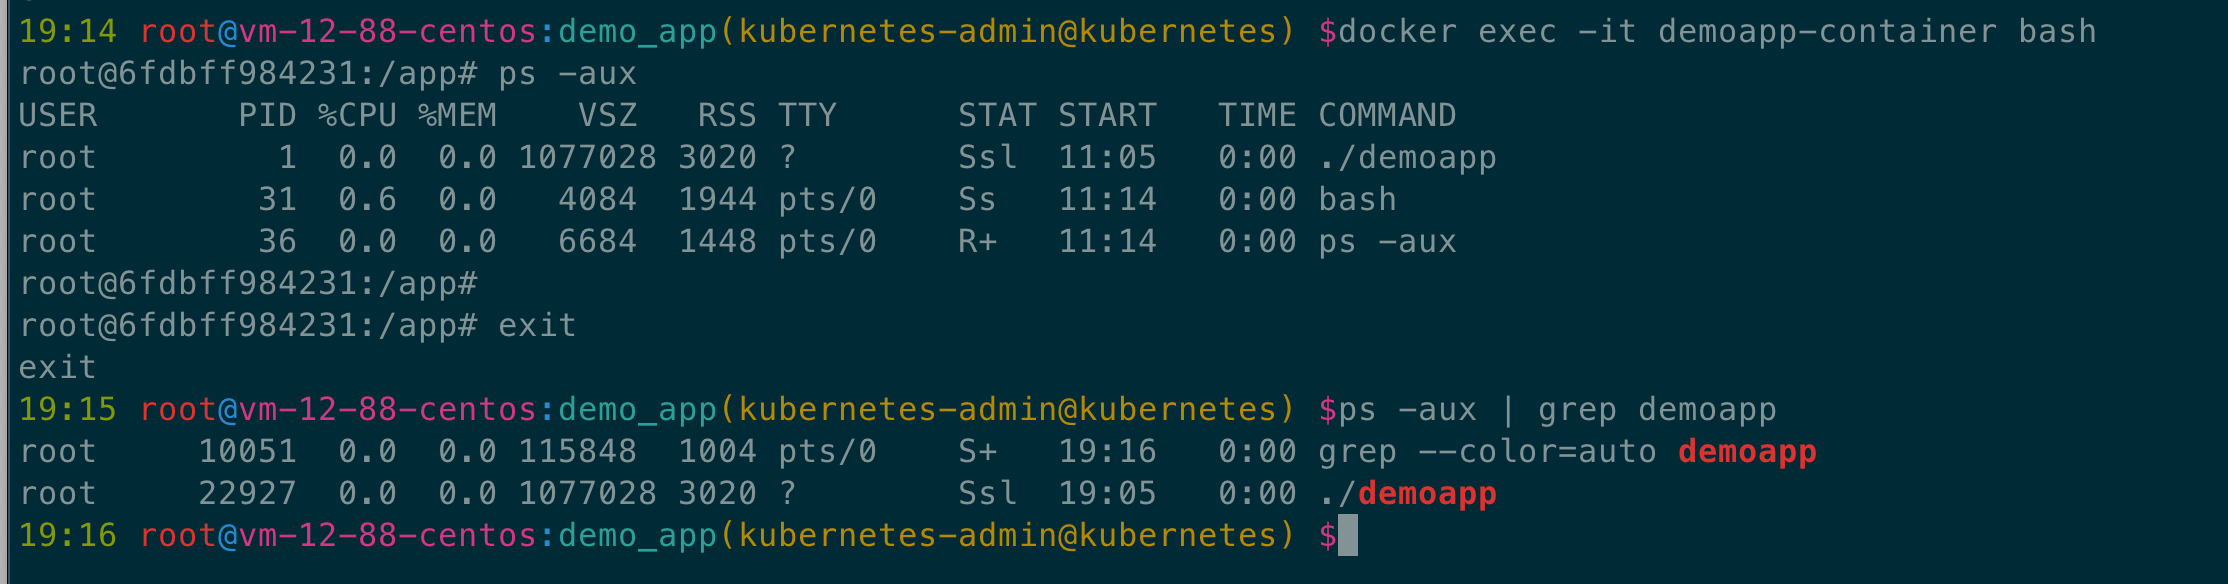 19:14 root@vm-12-88-centos:demo_app(kubernetes-admin@kubernetes) $docker exec -it demoapp-container bash
root@6fdbff984231:/app# ps -aux
USER       PID %CPU %MEM    VSZ   RSS TTY      STAT START   TIME COMMAND
root         1  0.0  0.0 1077028 3020 ?        Ssl  11:05   0:00 ./demoapp
root        31  0.6  0.0   4084  1944 pts/0    Ss   11:14   0:00 bash
root        36  0.0  0.0   6684  1448 pts/0    R+   11:14   0:00 ps -aux
root@6fdbff984231:/app#
root@6fdbff984231:/app# exit
exit
19:15 root@vm-12-88-centos:demo_app(kubernetes-admin@kubernetes) $ps -aux | grep demoapp
root     10051  0.0  0.0 115848  1004 pts/0    S+   19:16   0:00 grep --color=auto demoapp
root     22927  0.0  0.0 1077028 3020 ?        Ssl  19:05   0:00 ./demoapp
19:16 root@vm-12-88-centos:demo_app(kubernetes-admin@kubernetes) $